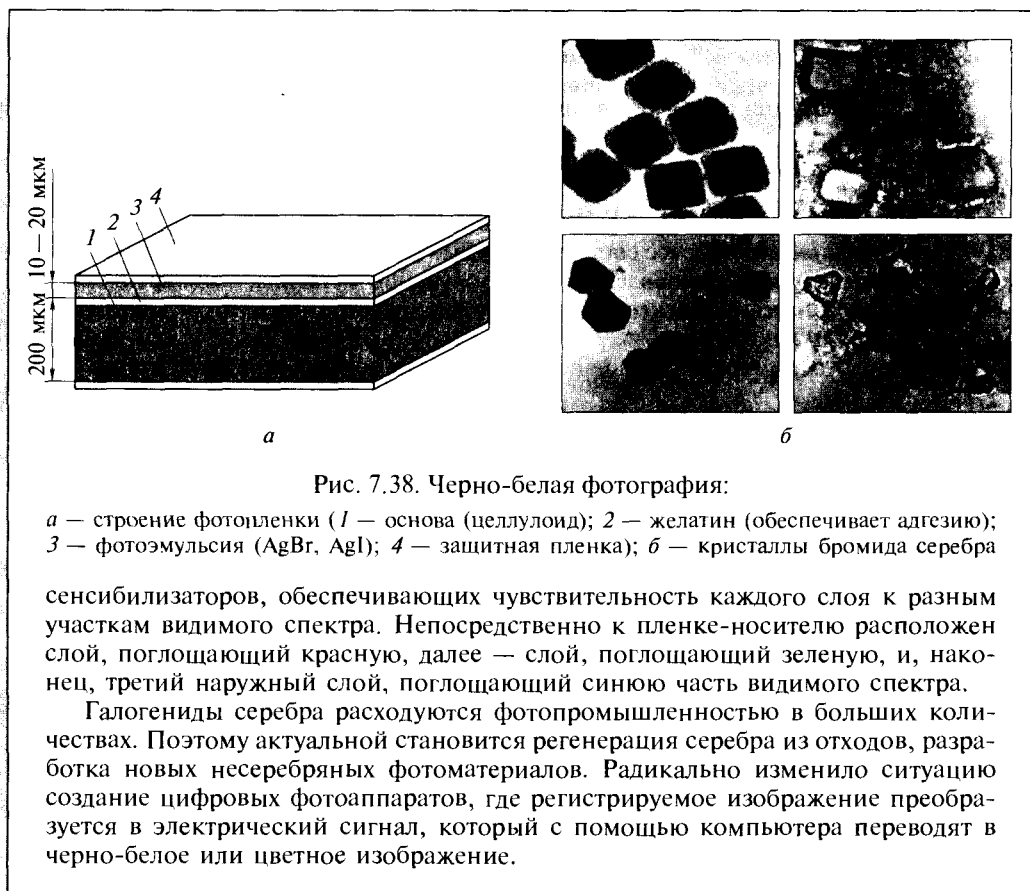 10 – 20 мкм
200 мкм
1
2
3
4
а
б
Рис. 7.38. Черно-белая фотография:
а — строение фотопленки (1 — основа (целлулоид); 2 — желатин (обеспечивает адгезию);
3 — фотоэмульсия (AgBr, AgI); 4 — защитная пленка); б — кристаллы бромида серебра
сенсибилизаторов, обеспечивающих чувствительность каждого слоя к разным
участкам видимого спектра. Непосредственно к пленке-носителю расположен
слой, поглощающий красную, далее — слой, поглощающий зеленую, и, нако-
нец, третий наружный слой, поглощающий синюю часть видимого спектра.
Галогениды серебра расходуются фотопромышленностью в больших коли-
чествах. Поэтому актуальной становится регенерация серебра из отходов, разра-
ботка новых несеребряных фотоматериалов. Радикально изменило ситуацию
создание цифровых фотоаппаратов, где регистрируемое изображение преобра-
зуется в электрический сигнал, который с помощью компьютера переводят в
черно-белое или цветное изображение.